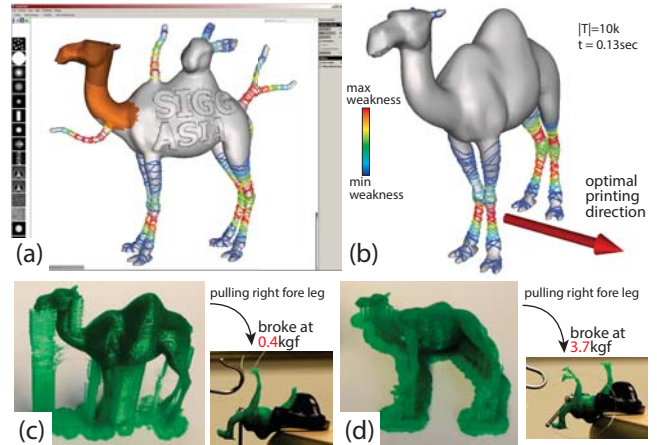 SIGG
ASIA
(a)
|T|=10k
t = 0.13sec
max
weakness
min
weakness
optimal
printing
direction
(b)
pulling right fore leg
broke at
0.4kgf
(c)
pulling right fore leg
broke at
3.7kgf
(d)